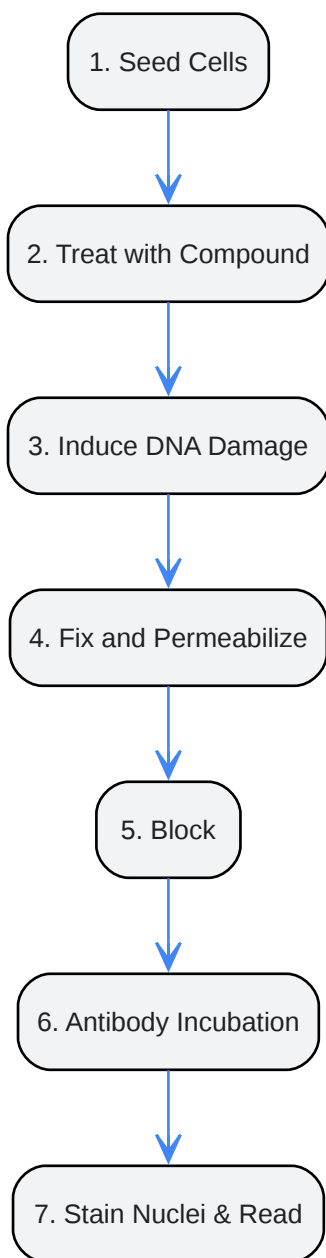 1. Seed Cells
2. Treat with Compound
3. Induce DNA Damage
4. Fix and Permeabilize
5. Block
6. Antibody Incubation
7. Stain Nuclei & Read